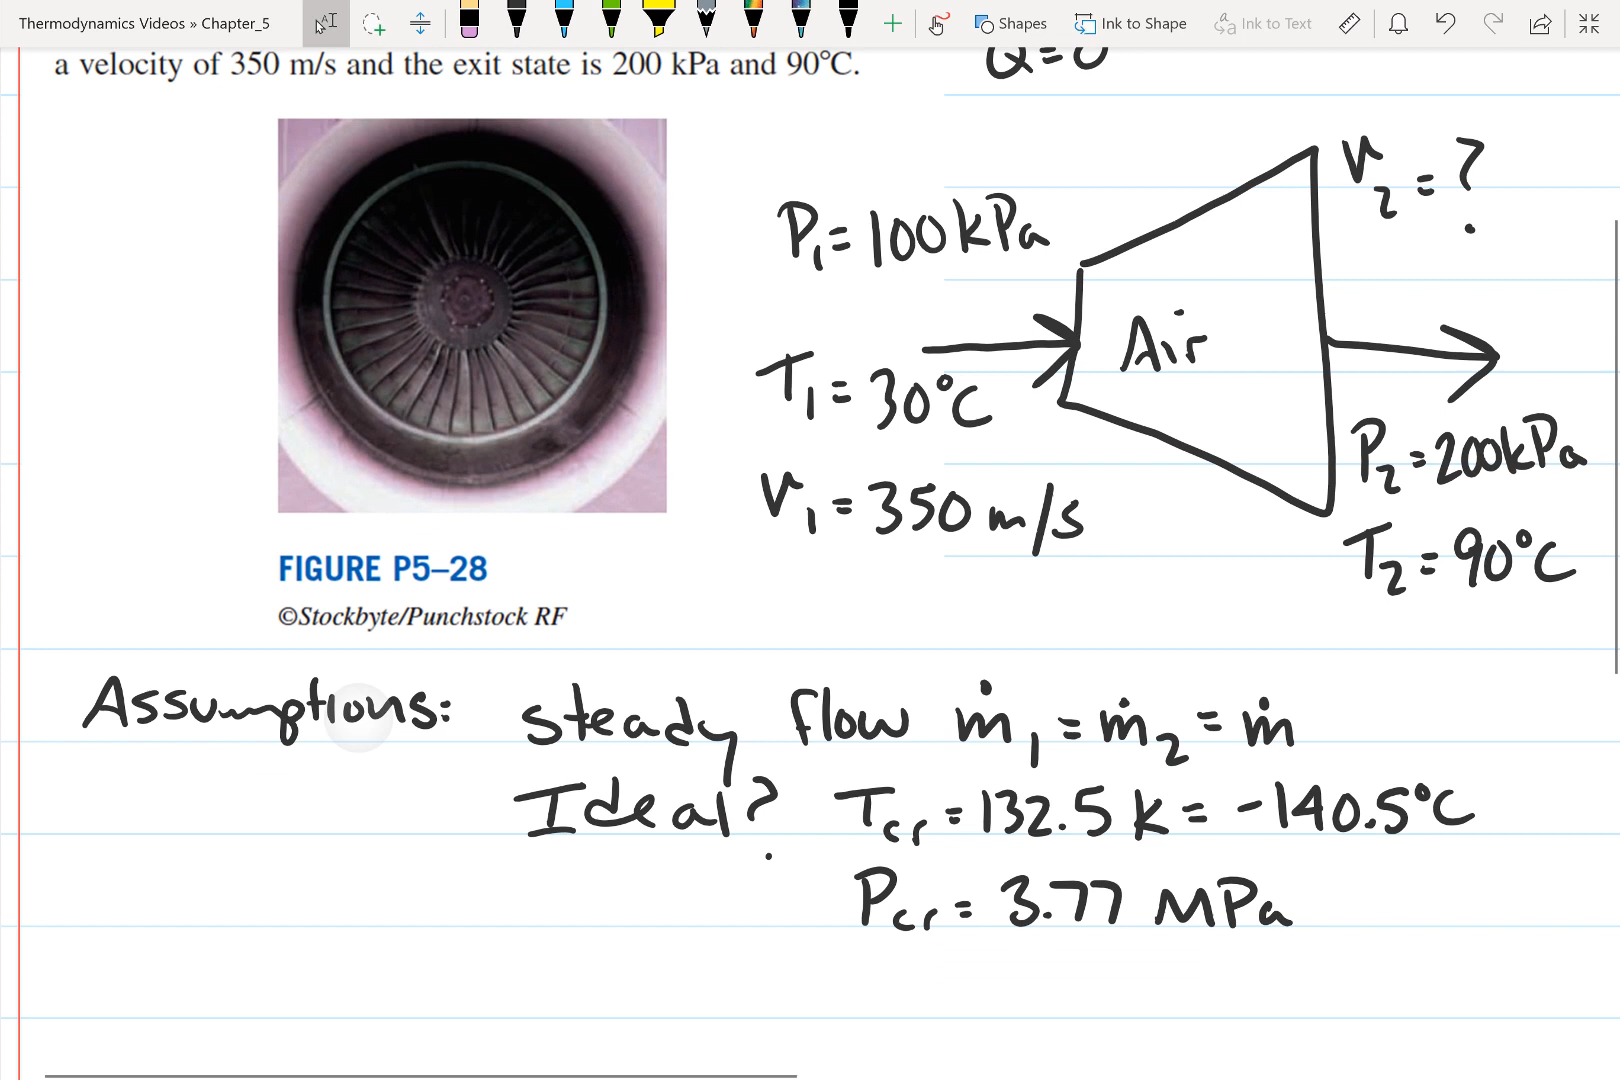 Thermodynamics Videos » Chapter_5
Shapes
Ink to Shape
Ink to Text
a velocity of 350 m/s and the exit state is 200 kPa and 90°C.
Q=0
V2 = ?
P1 = 100 kPa
Air
T1 = 30°C
P2 = 200kPa
V1 = 350 m/s
T2 = 90°C
FIGURE P5–28
©Stockbyte/Punchstock RF
Assumptions: steady flow ṁ1 = ṁ2 = ṁ
Ideal? Tcr = 132.5 K = -140.5°C
Pcr = 3.77 MPa